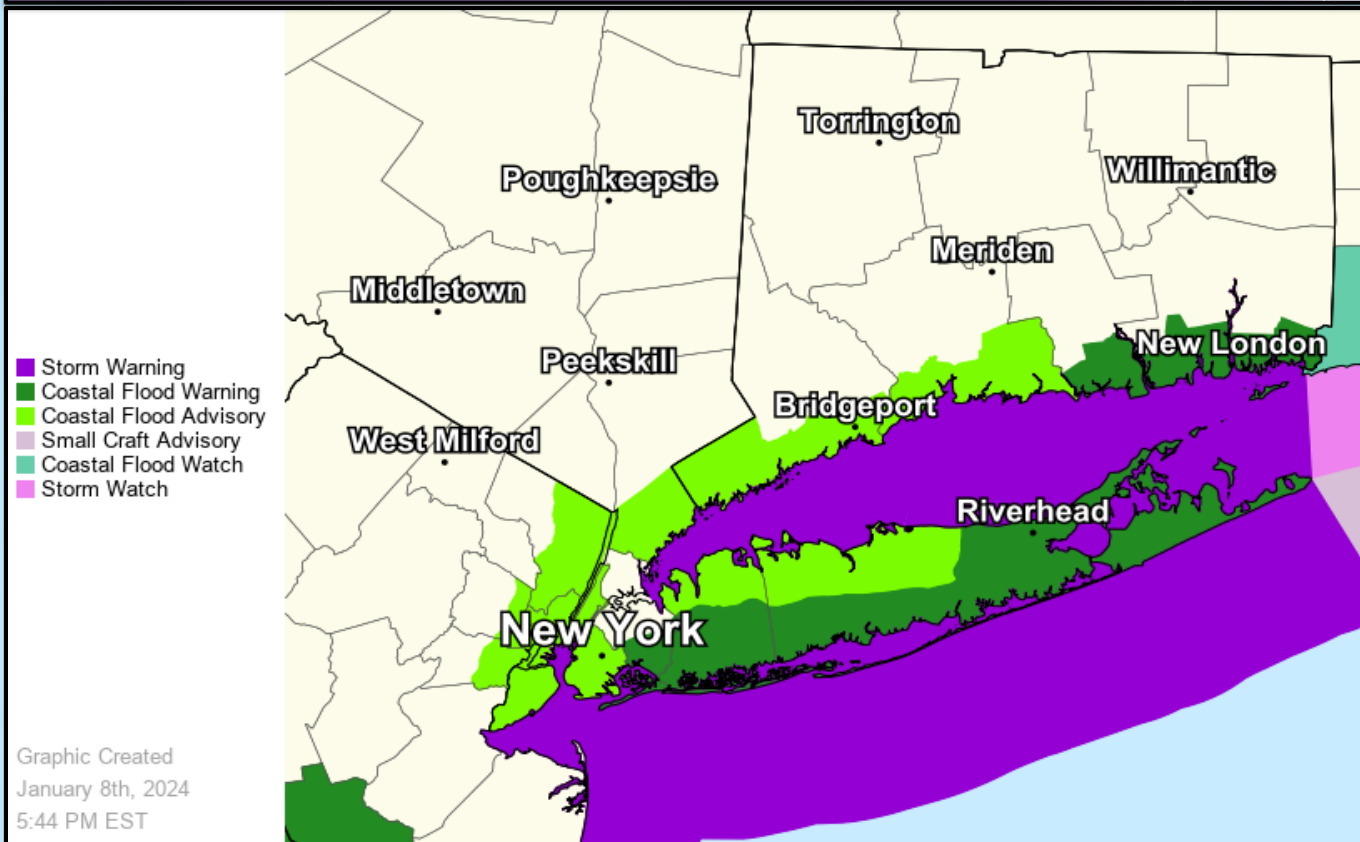 Torrington
Poughkeepsie
Willimantic
Meriden
Middletown
New London
Peekskill
Storm Warning
Coastal Flood Warning
Coastal Flood Advisory
Small Craft Advisory
Coastal Flood Watch
Storm Watch
Bridgeport
West Milford
Riverhead
New York
Graphic Created
January 8th, 2024
5:44 PM EST